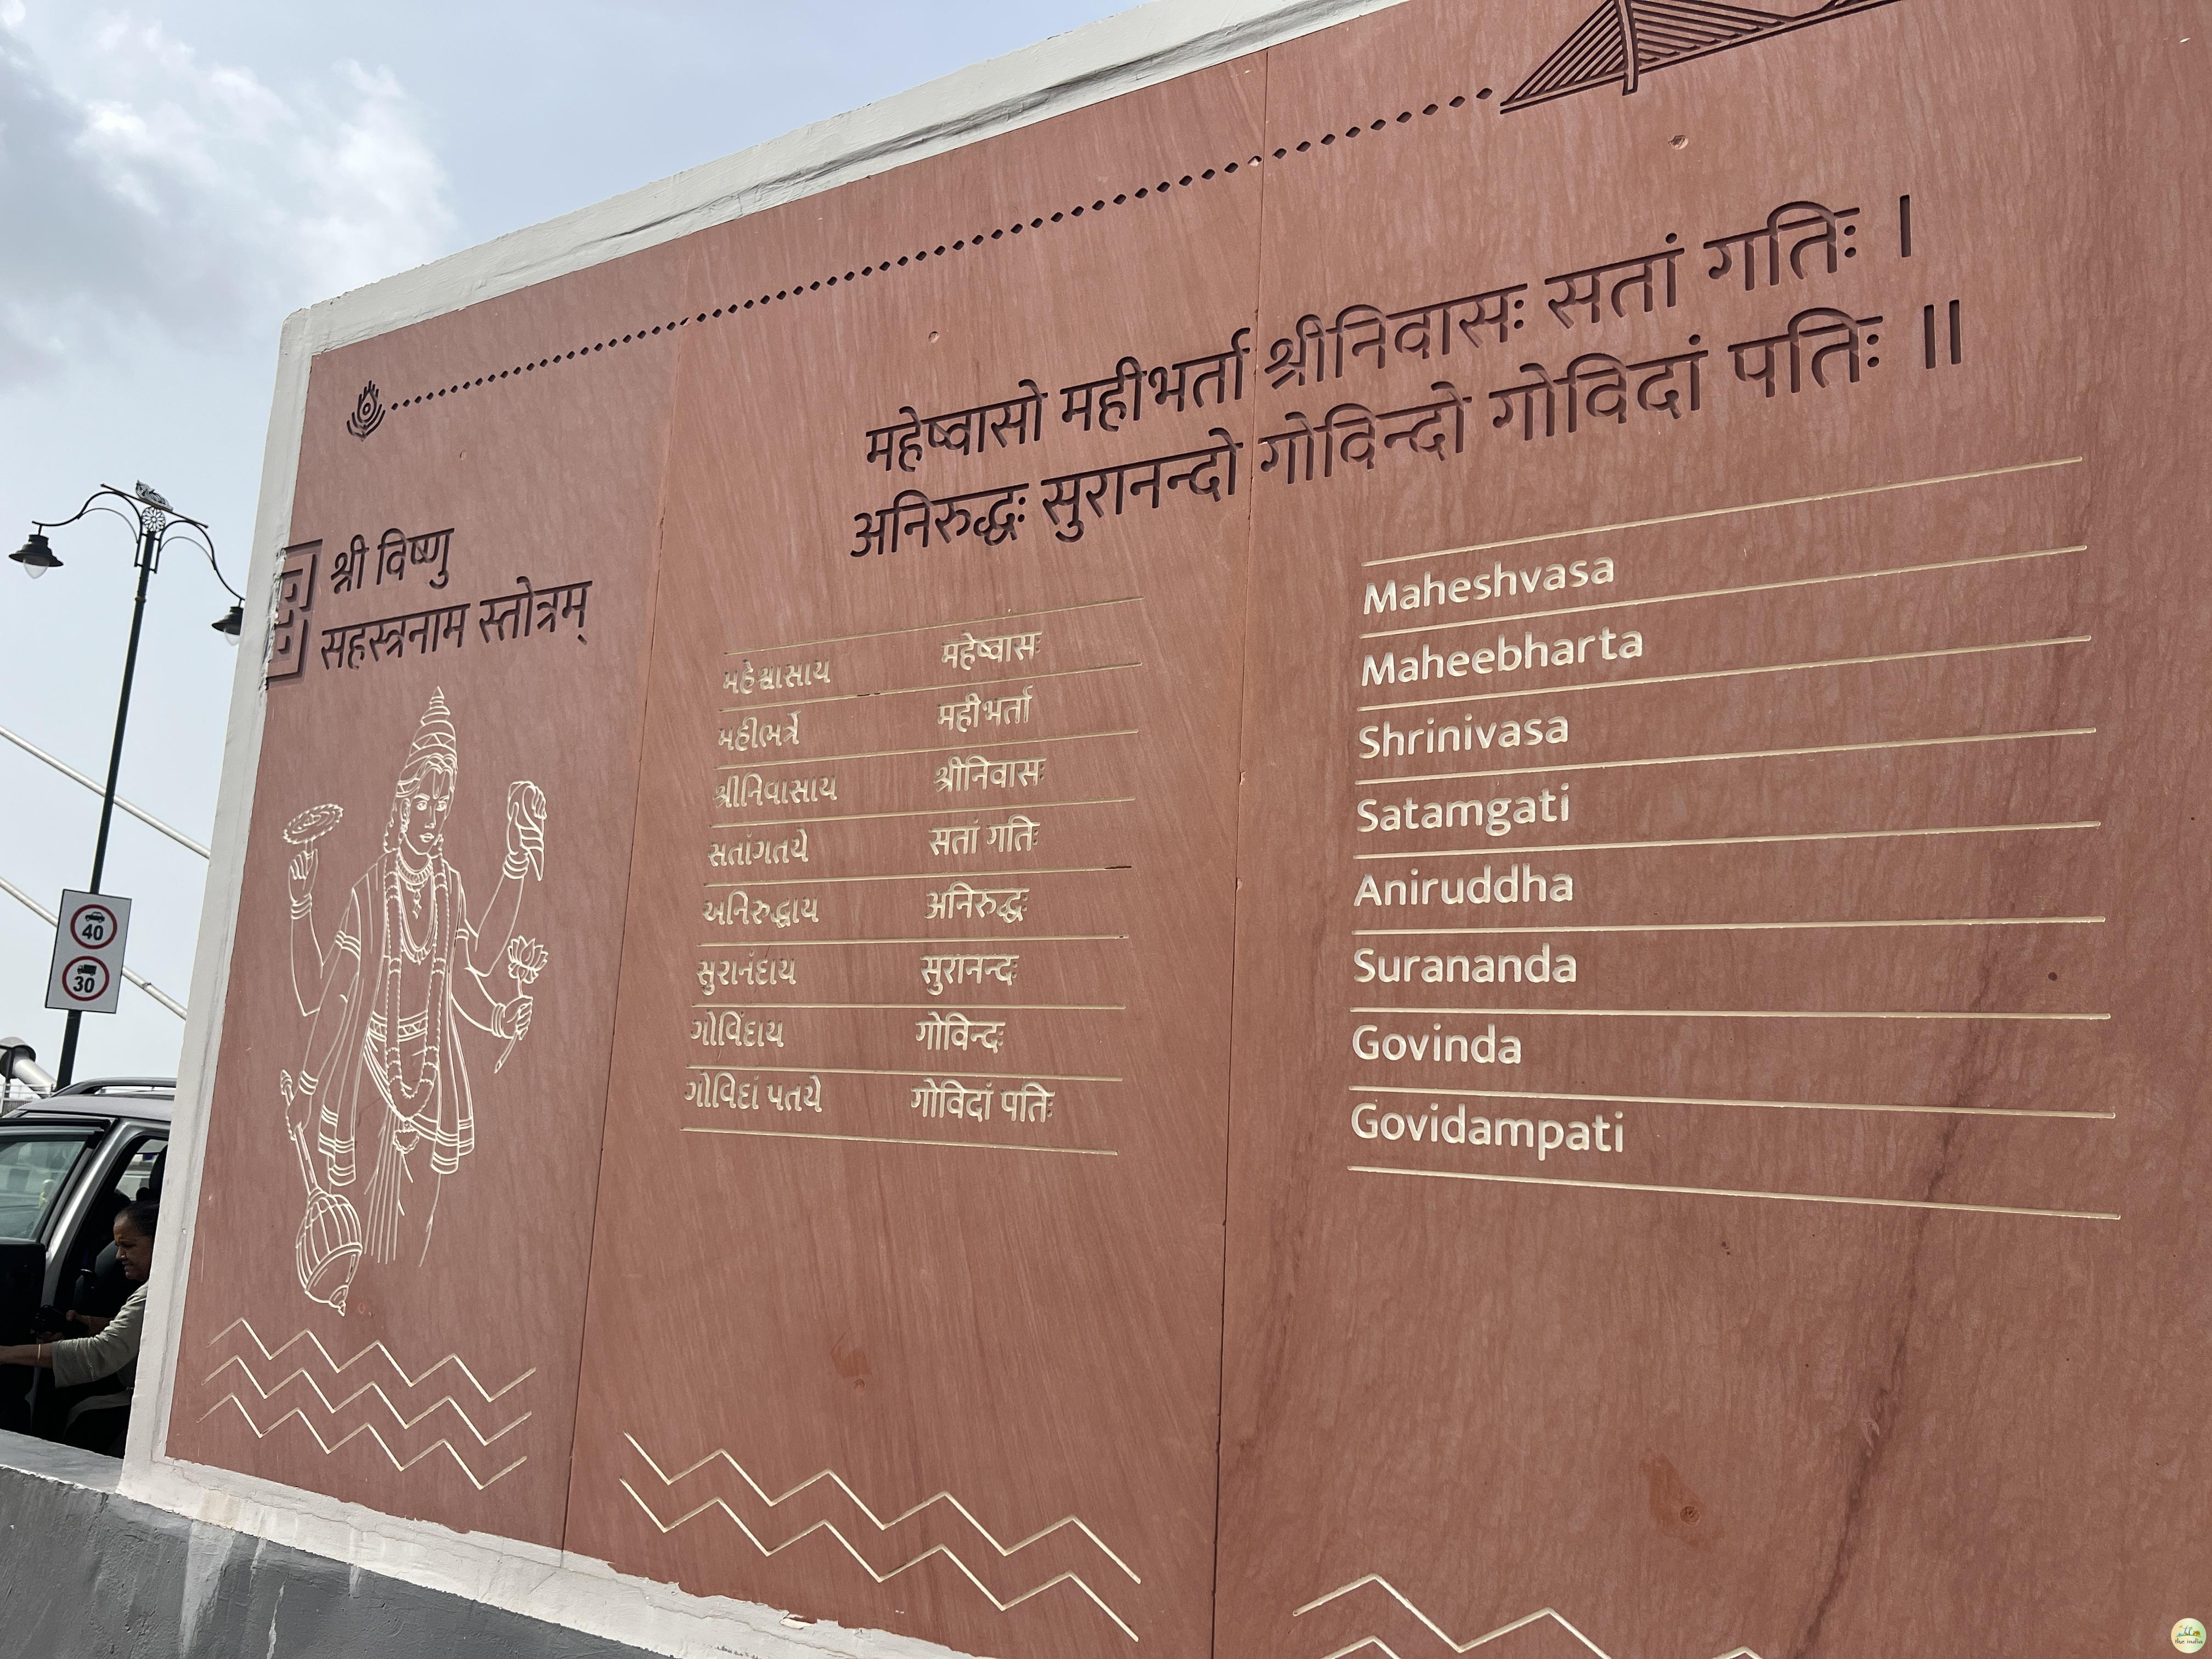 महेष्वासो महीभर्ता श्रीनिवासः सतां गतिः ।
अनिरुद्धः सुरानन्दो गोविन्दो गोविदां पतिः ॥
श्री विष्णु
सहस्त्रनाम स्तोत्रम्
મહેશ્વાસાય महेष्वासः Maheshvasa
મહીભર્ત્રે महीभर्ता Maheebharta
શ્રીનિવાસાય श्रीनिवासः Shrinivasa
સતાંગતયે सतां गतिः Satamgati
અનિરુદ્ધાય अनिरुद्धः Aniruddha
સુરાનંદાય सुरानन्दः Surananda
ગોવિંદાય गोविन्दः Govinda
ગોવિદાં પતયે गोविदां पतिः Govidampati
40
30